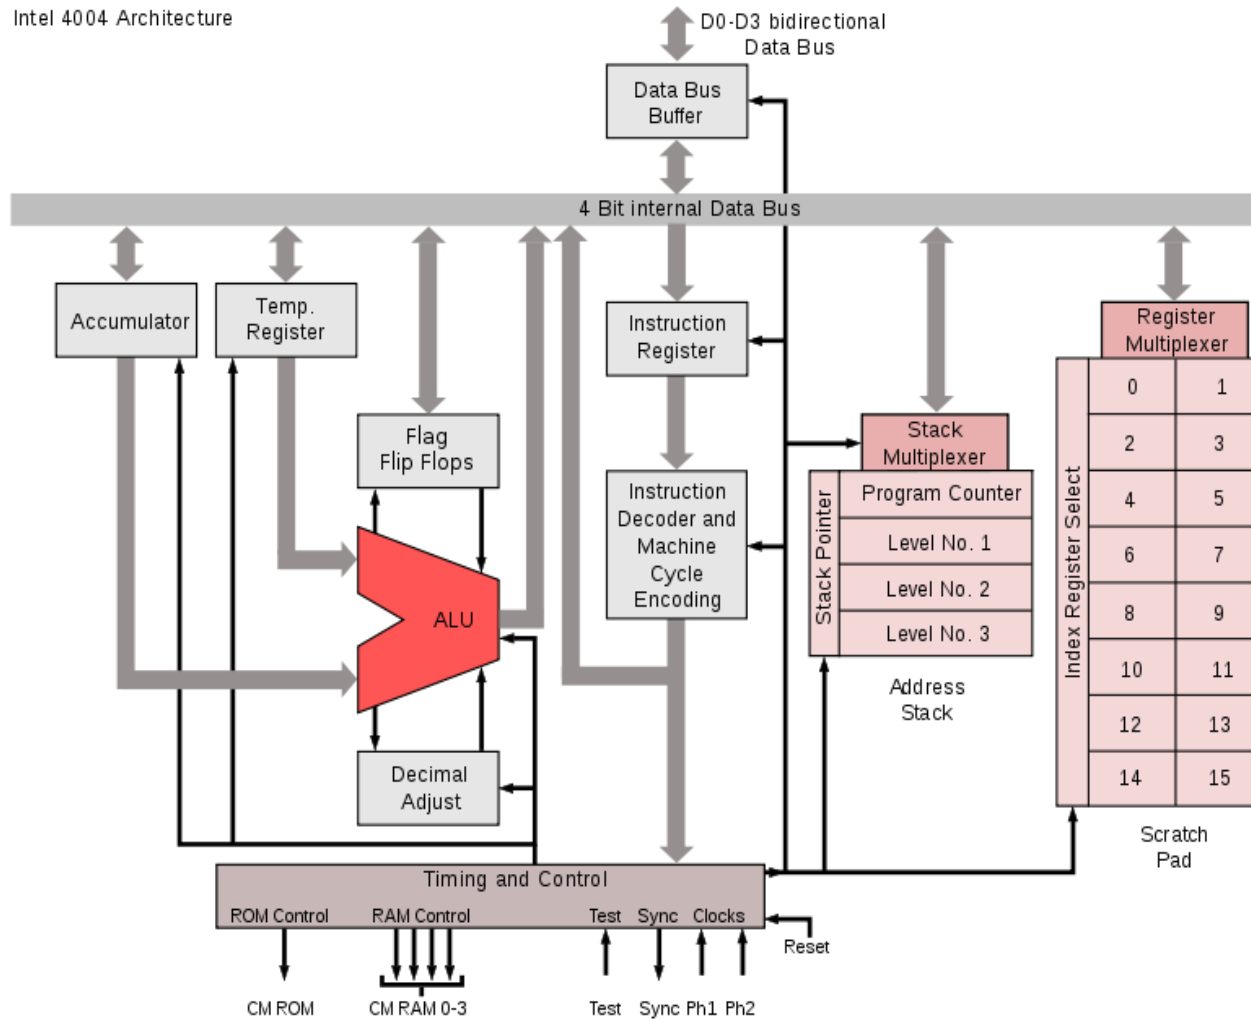 Intel 4004 Architecture
D0-D3 bidirectional
Data Bus
Data Bus
Buffer
4 Bit internal Data Bus
Accumulator
Temp.
Register
Instruction
Register
Register
Multiplexer
Flag
Flip Flops
Stack
Multiplexer
Instruction
Decoder and
Machine
Cycle
Encoding
Stack Pointer
Program Counter
Level No. 1
Level No. 2
Level No. 3
Address
Stack
Index Register Select
0 1
2 3
4 5
6 7
8 9
10 11
12 13
14 15
Scratch
Pad
ALU
Decimal
Adjust
Timing and Control
ROM Control RAM Control Test Sync Clocks
Reset
CM ROM CM RAM 0-3 Test Sync Ph1 Ph2